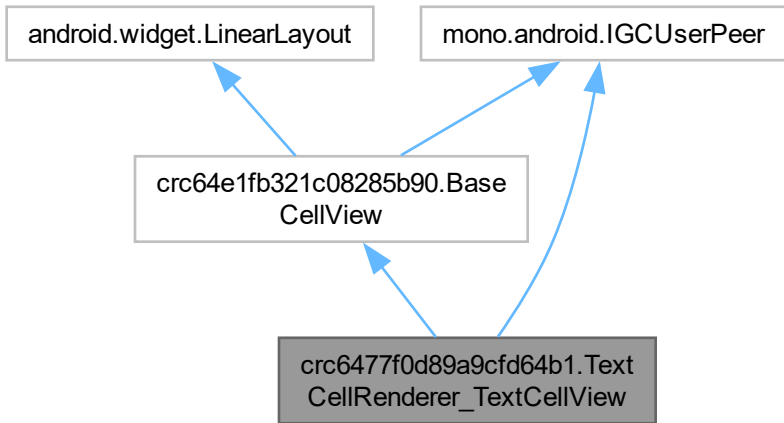 android.widget.LinearLayout
mono.android.IGCUserPeer
crc64e1fb321c08285b90.Base
CellView
crc6477f0d89a9cfd64b1.Text
CellRenderer_TextCellView